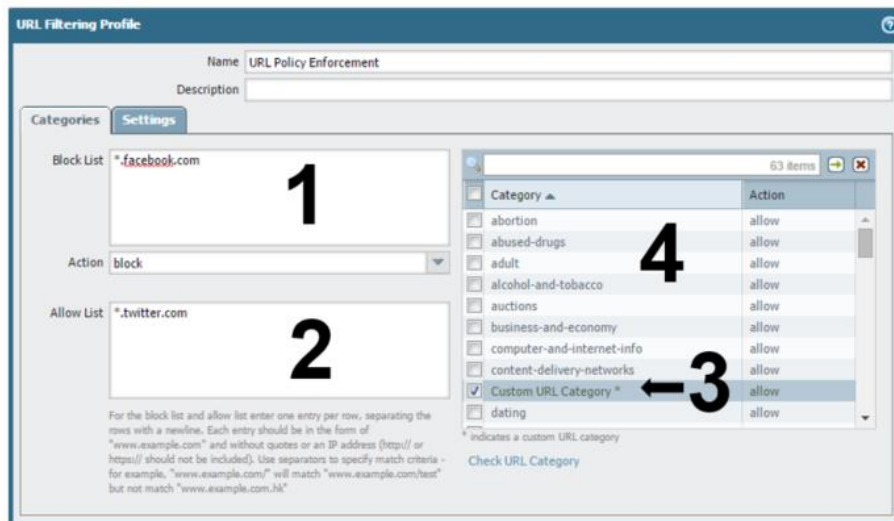 URL Filtering Profile
Name URL Policy Enforcement
Description
Categories Settings
Block List *.facebook.com
1
Action block
Allow List *.twitter.com
2
For the block list and allow list enter one entry per row, separating the
rows with a newline. Each entry should be in the form of
"www.example.com" and without quotes or an IP address (http:// or
https:// should not be included). Use separators to specify match criteria -
for example, "www.example.com/" will match "www.example.com/test"
but not match "www.example.com.hk"
63 items
Category Action
4
abortion allow
abused-drugs allow
adult allow
alcohol-and-tobacco allow
auctions allow
business-and-economy allow
computer-and-internet-info allow
content-delivery-networks allow
Custom URL Category * allow
3
dating allow
* indicates a custom URL category
Check URL Category